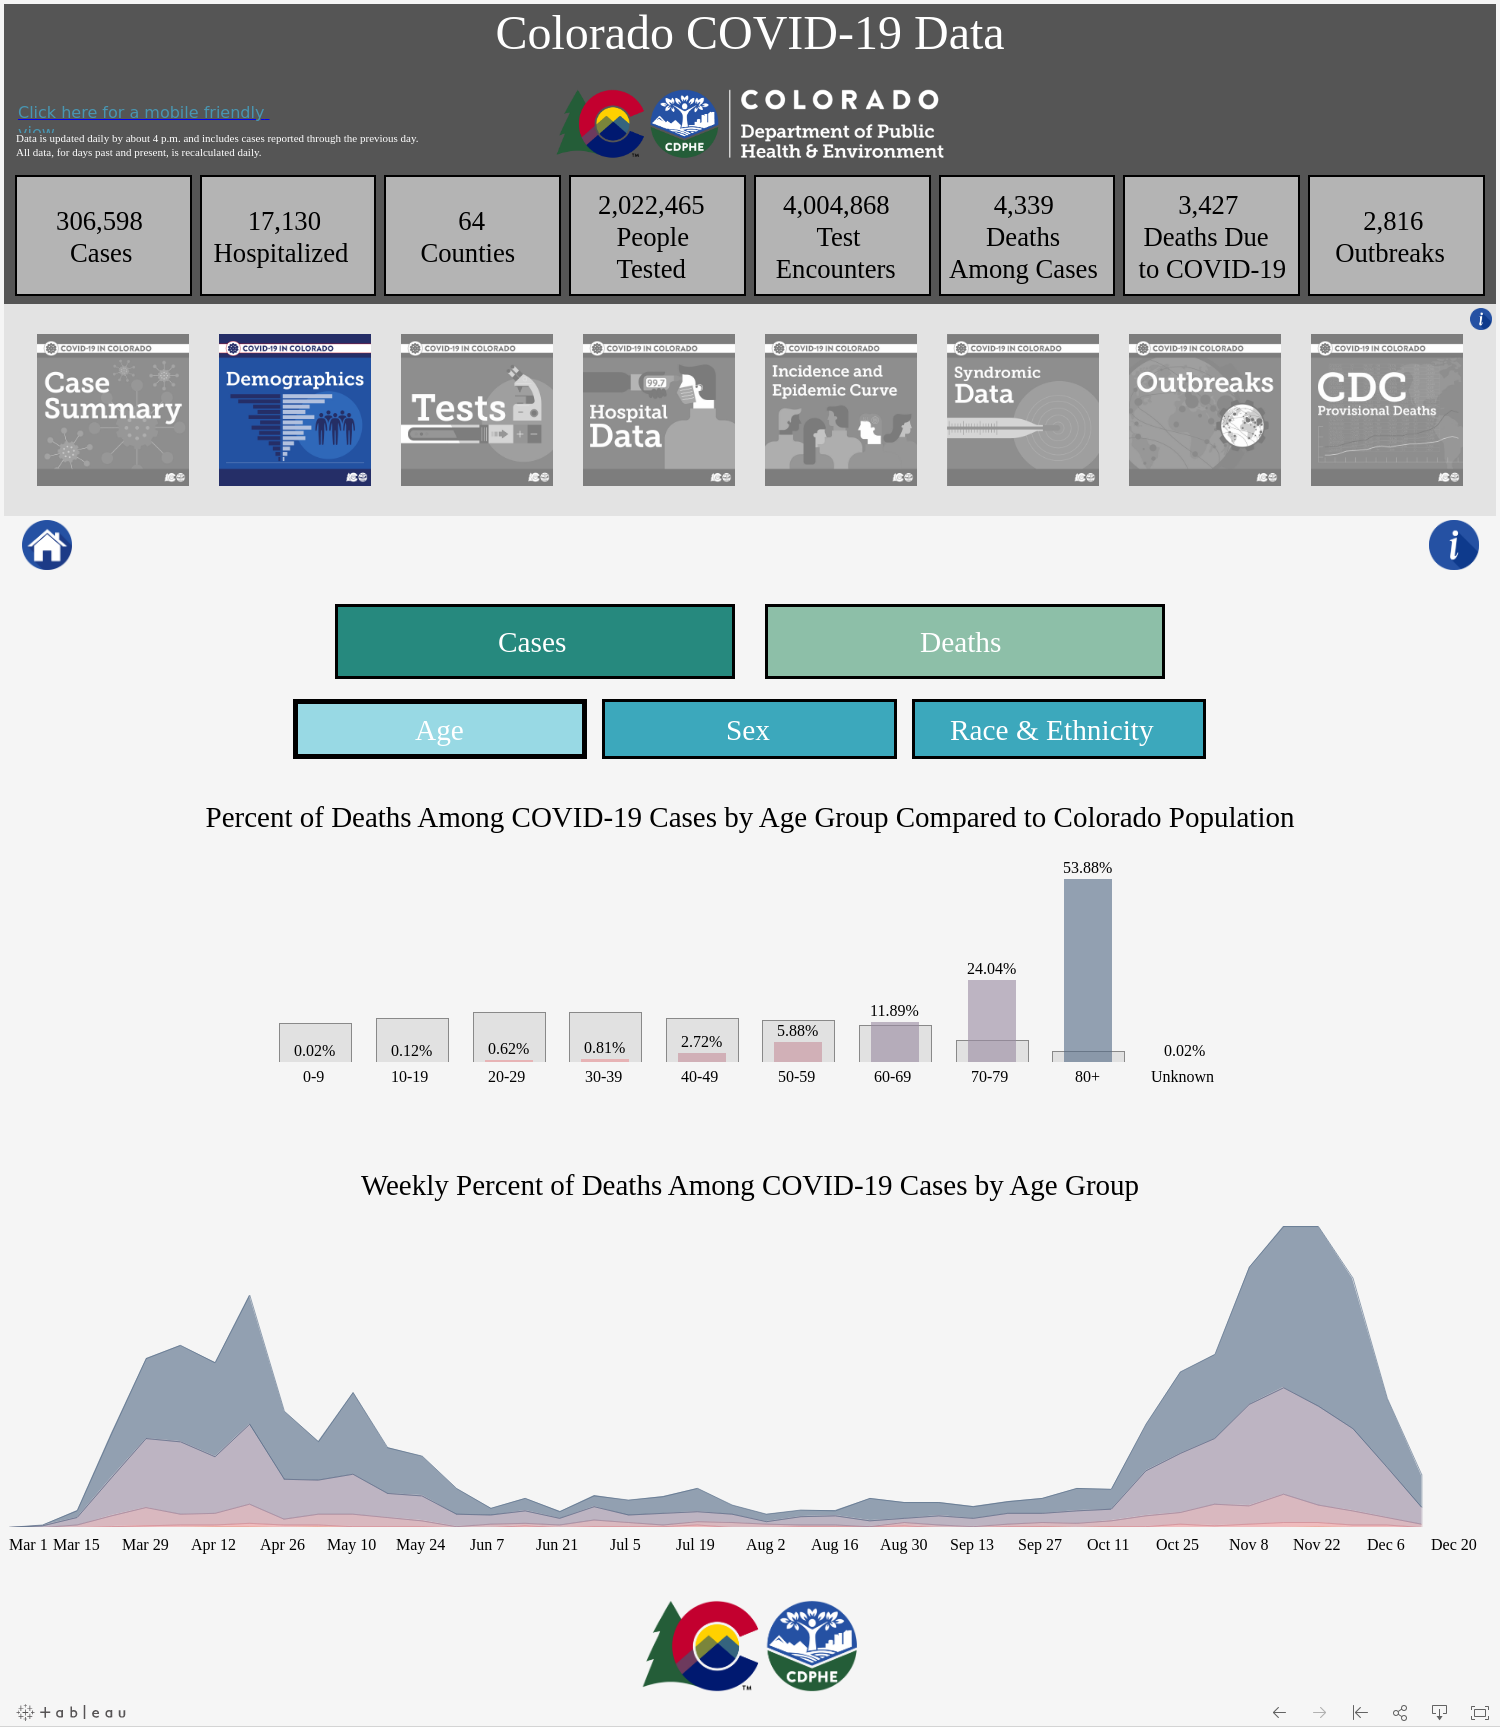 Colorado COVID-19 Data
Click here for a mobile friendly
view
Data is updated daily by about 4 p.m. and includes cases reported through the previous day.
All data, for days past and present, is recalculated daily.
CDPHE
TM
COLORADO
Department of Public
Health & Environment
306,598
Cases
17,130
Hospitalized
64
Counties
2,022,465
People
Tested
4,004,868
Test
Encounters
4,339
Deaths
Among Cases
3,427
Deaths Due
to COVID-19
2,816
Outbreaks
i
COVID-19 IN COLORADO
Case
Summary
COVID-19 IN COLORADO
Demographics
COVID-19 IN COLORADO
Tests
COVID-19 IN COLORADO
99.7
Hospital
Data
COVID-19 IN COLORADO
Incidence and
Epidemic Curve
COVID-19 IN COLORADO
Syndromic
Data
COVID-19 IN COLORADO
Outbreaks
COVID-19 IN COLORADO
CDC
Provisional Deaths
i
Cases
Deaths
Age
Sex
Race & Ethnicity
Percent of Deaths Among COVID-19 Cases by Age Group Compared to Colorado Population
0.02%
0.12%
0.62%
0.81%
2.72%
5.88%
11.89%
24.04%
53.88%
0.02%
0-9
10-19
20-29
30-39
40-49
50-59
60-69
70-79
80+
Unknown
Weekly Percent of Deaths Among COVID-19 Cases by Age Group
Mar 1
Mar 15
Mar 29
Apr 12
Apr 26
May 10
May 24
Jun 7
Jun 21
Jul 5
Jul 19
Aug 2
Aug 16
Aug 30
Sep 13
Sep 27
Oct 11
Oct 25
Nov 8
Nov 22
Dec 6
Dec 20
TM
CDPHE
+ a b l e a u